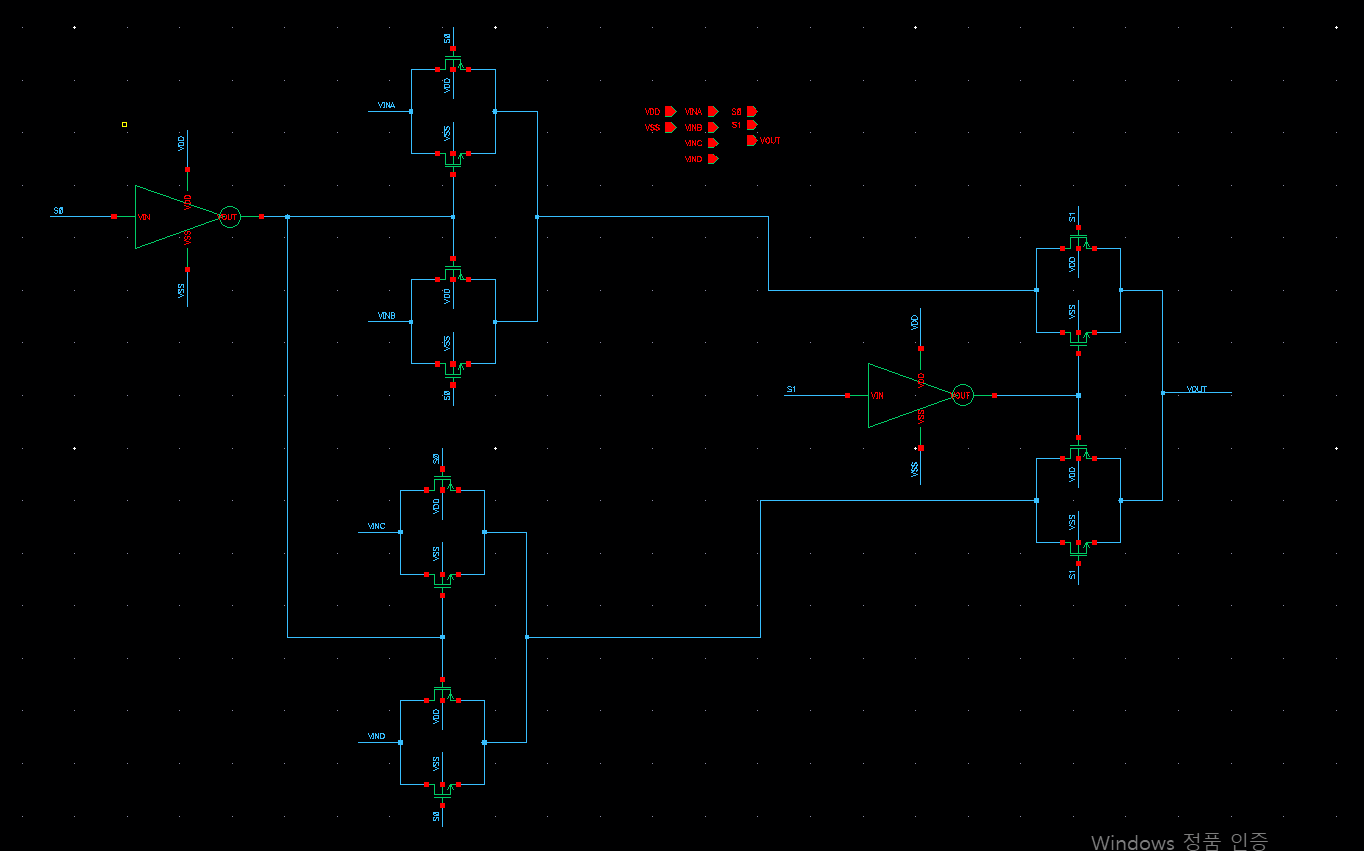 S0
VDD
VINA
VSS
VDD
VSS
VINA
VINB
VINC
VIND
S0
S1
VOUT
VDD
S0
VIN
VDD
VSS
OUT
VSS
S1
VDD
VSS
VDD
VINB
VSS
S0
VDD
S1
VIN
VDD
VSS
OUT
VSS
VOUT
S0
VDD
VINC
VSS
VDD
VSS
S1
VDD
VIND
VSS
S0
Windows 정품 인증